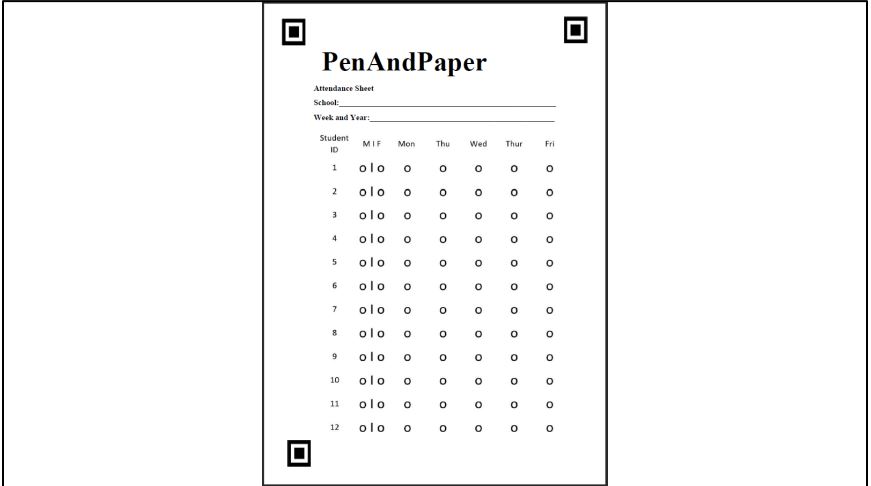 PenAndPaper
Attendance Sheet
School:
Week and Year:
Student
ID M I F Mon Thu Wed Thur Fri
1 o l o o o o o o
2 o l o o o o o o
3 o l o o o o o o
4 o l o o o o o o
5 o l o o o o o o
6 o l o o o o o o
7 o l o o o o o o
8 o l o o o o o o
9 o l o o o o o o
10 o l o o o o o o
11 o l o o o o o o
12 o l o o o o o o